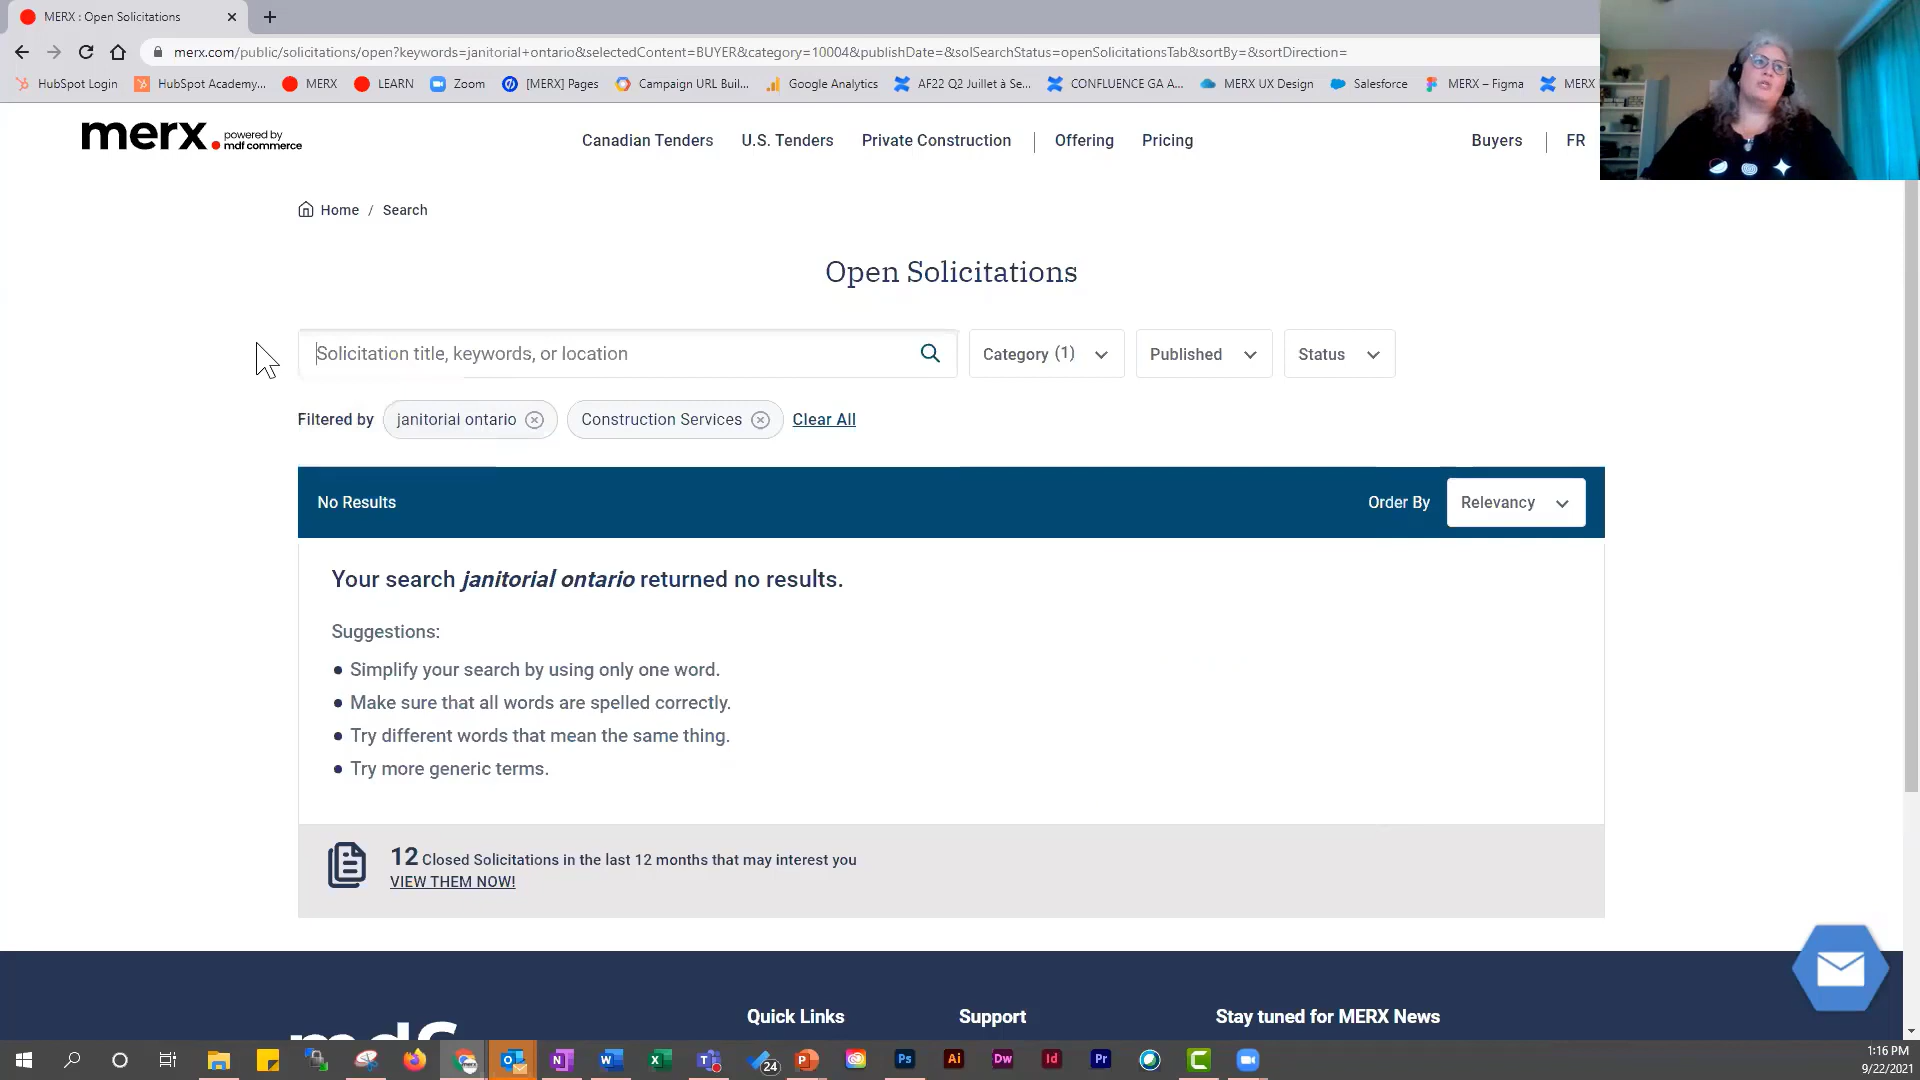 MERX : Open Solicitations
merx.com/public/solicitations/open?keywords=janitorial+ontario&selectedContent=BUYER&category=10004&publishDate=&solSearchStatus=openSolicitationsTab&sortBy=&sortDirection=
HubSpot Login HubSpot Academy... MERX LEARN Zoom [MERX] Pages Campaign URL Buil... Google Analytics AF22 Q2 Juillet à Se... CONFLUENCE GA A... MERX UX Design Salesforce MERX – Figma MERX
merx. powered by mdf commerce
Canadian Tenders U.S. Tenders Private Construction Offering Pricing Buyers FR
Home / Search
Open Solicitations
Solicitation title, keywords, or location Category (1) Published Status
Filtered by janitorial ontario Construction Services Clear All
No Results Order By Relevancy
Your search janitorial ontario returned no results.
Suggestions:
• Simplify your search by using only one word.
• Make sure that all words are spelled correctly.
• Try different words that mean the same thing.
• Try more generic terms.
12 Closed Solicitations in the last 12 months that may interest you
VIEW THEM NOW!
mdf Quick Links Support Stay tuned for MERX News
24 Ps Ai Dw Id Pr
1:16 PM
9/22/2021